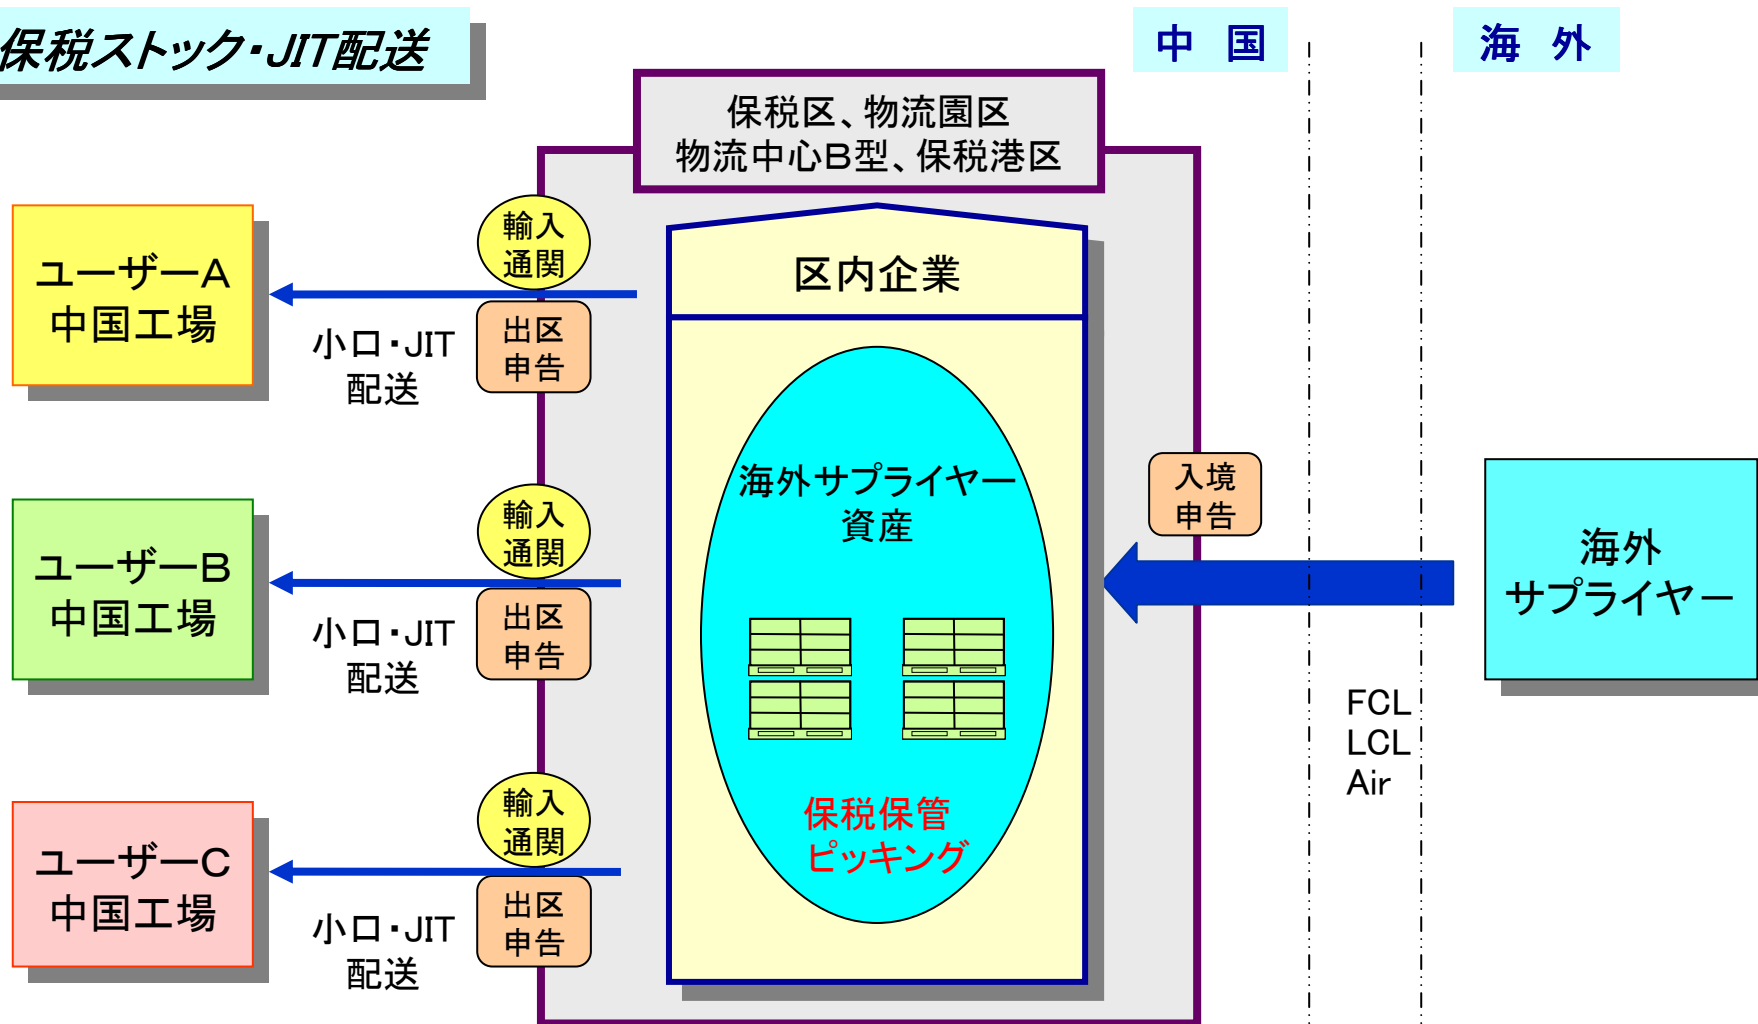 保税ストック・JIT配送
中 国
海 外
保税区、物流園区
物流中心B型、保税港区
区内企業
海外サプライヤー
資産
保税保管
ピッキング
ユーザーA
中国工場
輸入
通関
出区
申告
小口・JIT
配送
ユーザーB
中国工場
輸入
通関
出区
申告
小口・JIT
配送
ユーザーC
中国工場
輸入
通関
出区
申告
小口・JIT
配送
入境
申告
海外
サプライヤー
FCL
LCL
Air